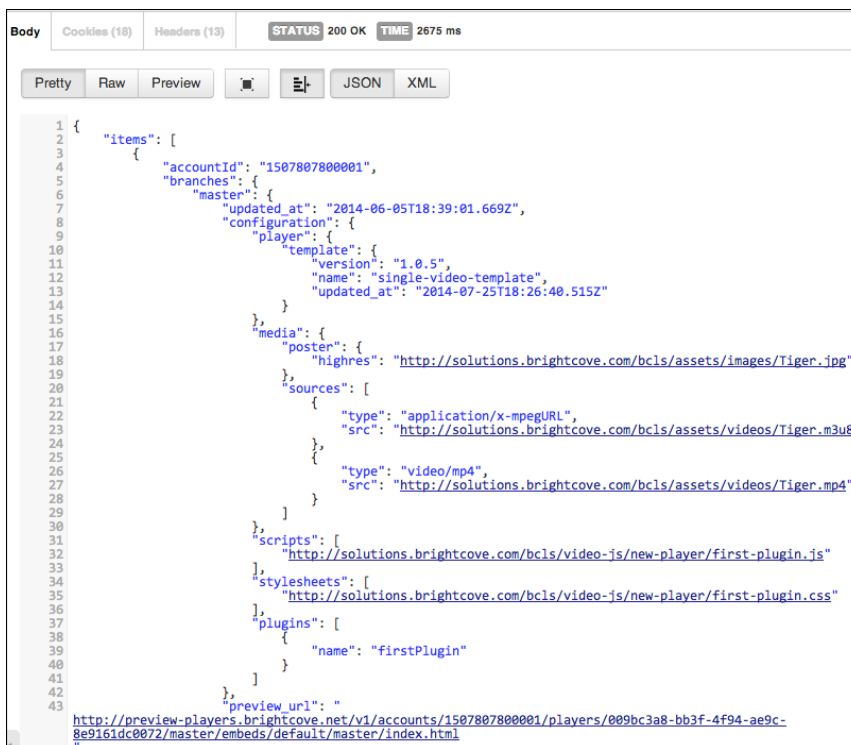 Body Cookies (18) Headers (13) STATUS 200 OK TIME 2675 ms
Pretty Raw Preview JSON XML
1 {
2 "items": [
3 {
4 "accountId": "1507807800001",
5 "branches": {
6 "master": {
7 "updated_at": "2014-06-05T18:39:01.669Z",
8 "configuration": {
9 "player": {
10 "template": {
11 "version": "1.0.5",
12 "name": "single-video-template",
13 "updated_at": "2014-07-25T18:26:40.515Z"
14 }
15 },
16 "media": {
17 "poster": {
18 "highres": "http://solutions.brightcove.com/bcls/assets/images/Tiger.jpg"
19 },
20 "sources": [
21 {
22 "type": "application/x-mpegURL",
23 "src": "http://solutions.brightcove.com/bcls/assets/videos/Tiger.m3u8
24 },
25 {
26 "type": "video/mp4",
27 "src": "http://solutions.brightcove.com/bcls/assets/videos/Tiger.mp4"
28 }
29 ]
30 },
31 "scripts": [
32 "http://solutions.brightcove.com/bcls/video-js/new-player/first-plugin.js"
33 ],
34 "stylesheets": [
35 "http://solutions.brightcove.com/bcls/video-js/new-player/first-plugin.css"
36 ],
37 "plugins": [
38 {
39 "name": "firstPlugin"
40 }
41 ]
42 },
43 "preview_url": "
http://preview-players.brightcove.net/v1/accounts/1507807800001/players/009bc3a8-bb3f-4f94-ae9c-
8e9161dc0072/master/embeds/default/master/index.html
"